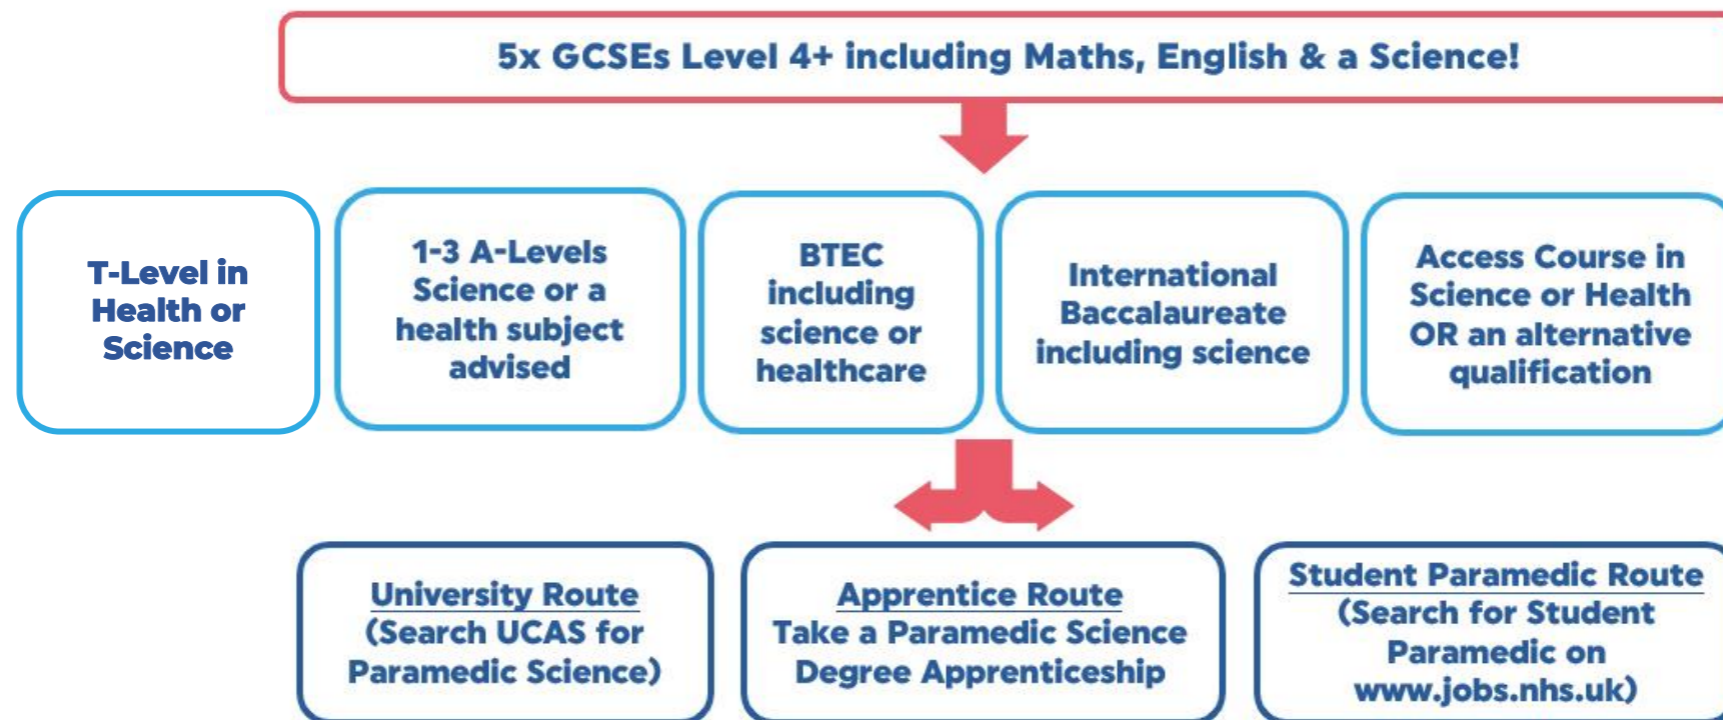 5x GCSEs Level 4+ including Maths, English & a Science!
T-Level in
Health or
Science
1-3 A-Levels
Science or a
health subject
advised
BTEC
including
science or
healthcare
International
Baccalaureate
including science
Access Course in
Science or Health
OR an alternative
qualification
University Route
(Search UCAS for
Paramedic Science)
Apprentice Route
Take a Paramedic Science
Degree Apprenticeship
Student Paramedic Route
(Search for Student
Paramedic on
www.jobs.nhs.uk)